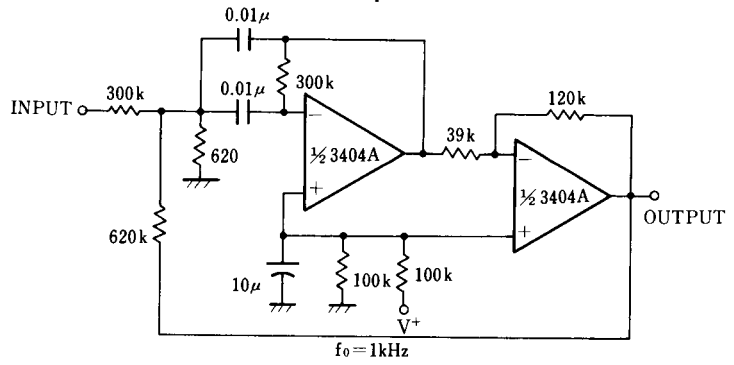 0.01μ
300k
0.01μ
300k
INPUT
620
620k
½ 3404A
39k
120k
½ 3404A
OUTPUT
10μ
100k
100k
V⁺
f₀=1kHz
−
+
−
+